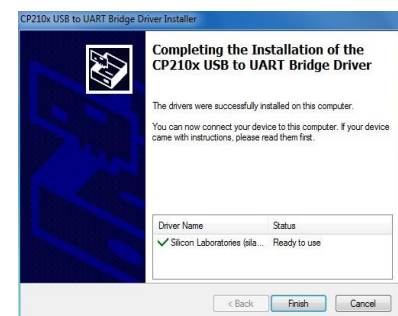 CP210x USB to UART Bridge Driver Installer
Completing the Installation of the
CP210x USB to UART Bridge Driver
The drivers were successfully installed on this computer.
You can now connect your device to this computer. If your device
came with instructions, please read them first.
Driver Name Status
Silicon Laboratories (sila... Ready to use
< Back Finish Cancel